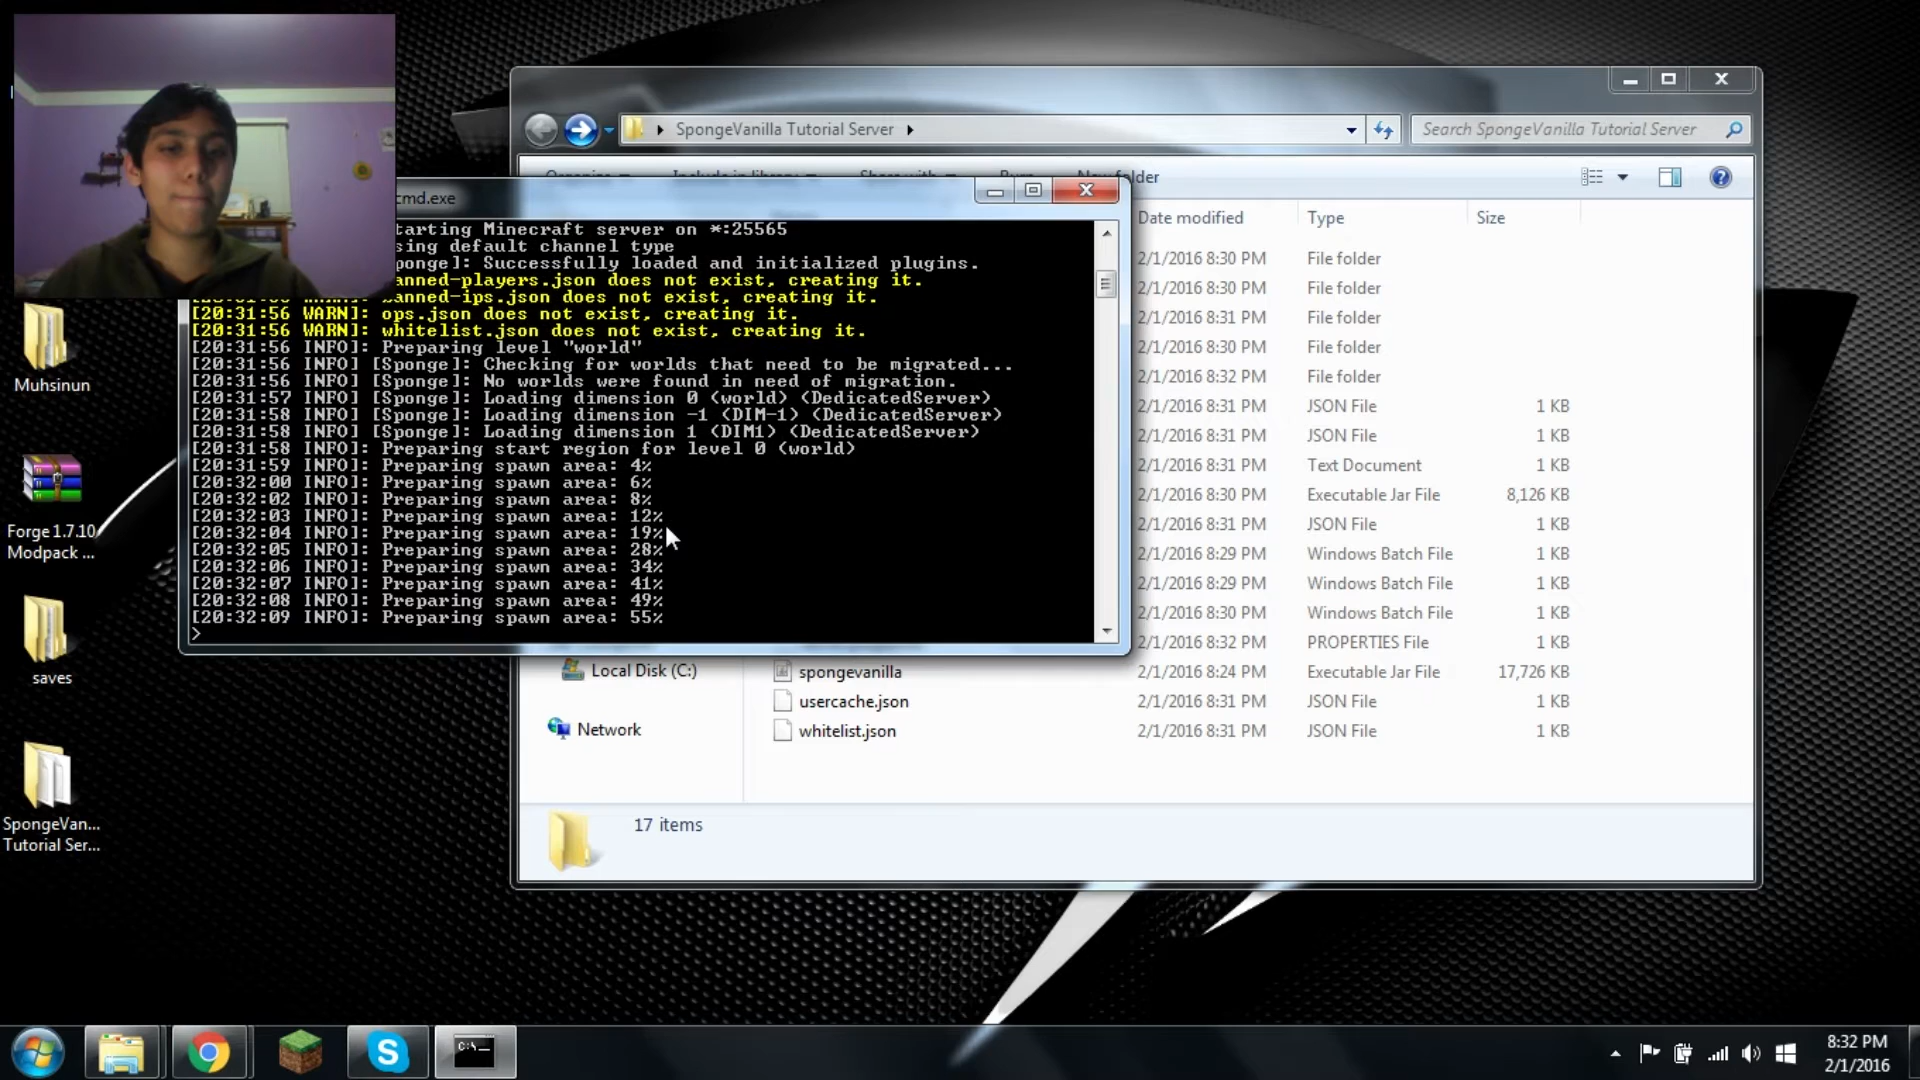 SpongeVanilla Tutorial Server
Search SpongeVanilla Tutorial Server
New folder
cmd.exe
Date modified
Type
Size
tarting Minecraft server on *:25565
sing default channel type
ponge]: Successfully loaded and initialized plugins.
anned-players.json does not exist, creating it.
anned-ips.json does not exist, creating it.
[20:31:56 WARN]: ops.json does not exist, creating it.
[20:31:56 WARN]: whitelist.json does not exist, creating it.
[20:31:56 INFO]: Preparing level "world"
[20:31:56 INFO] [Sponge]: Checking for worlds that need to be migrated...
[20:31:56 INFO] [Sponge]: No worlds were found in need of migration.
[20:31:57 INFO] [Sponge]: Loading dimension 0 (world) (DedicatedServer)
[20:31:58 INFO] [Sponge]: Loading dimension -1 (DIM-1) (DedicatedServer)
[20:31:58 INFO] [Sponge]: Loading dimension 1 (DIM1) (DedicatedServer)
[20:31:58 INFO]: Preparing start region for level 0 (world)
[20:31:59 INFO]: Preparing spawn area: 4%
[20:32:00 INFO]: Preparing spawn area: 6%
[20:32:02 INFO]: Preparing spawn area: 8%
[20:32:03 INFO]: Preparing spawn area: 12%
[20:32:04 INFO]: Preparing spawn area: 19%
[20:32:05 INFO]: Preparing spawn area: 28%
[20:32:06 INFO]: Preparing spawn area: 34%
[20:32:07 INFO]: Preparing spawn area: 41%
[20:32:08 INFO]: Preparing spawn area: 49%
[20:32:09 INFO]: Preparing spawn area: 55%
>
2/1/2016 8:30 PM File folder
2/1/2016 8:30 PM File folder
2/1/2016 8:31 PM File folder
2/1/2016 8:30 PM File folder
2/1/2016 8:32 PM File folder
2/1/2016 8:31 PM JSON File 1 KB
2/1/2016 8:31 PM JSON File 1 KB
2/1/2016 8:31 PM Text Document 1 KB
2/1/2016 8:30 PM Executable Jar File 8,126 KB
2/1/2016 8:31 PM JSON File 1 KB
2/1/2016 8:29 PM Windows Batch File 1 KB
2/1/2016 8:29 PM Windows Batch File 1 KB
2/1/2016 8:30 PM Windows Batch File 1 KB
2/1/2016 8:32 PM PROPERTIES File 1 KB
spongevanilla 2/1/2016 8:24 PM Executable Jar File 17,726 KB
usercache.json 2/1/2016 8:31 PM JSON File 1 KB
whitelist.json 2/1/2016 8:31 PM JSON File 1 KB
Local Disk (C:)
Network
17 items
Muhsinun
Forge 1.7.10
Modpack ...
saves
SpongeVan...
Tutorial Ser...
C:\
8:32 PM
2/1/2016